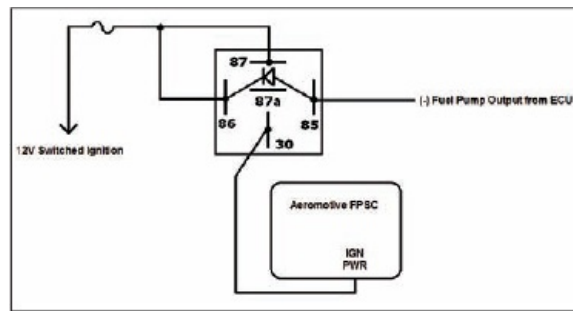 87
87a
86
85
30
(-) Fuel Pump Output from ECU
12V Switched Ignition
Aeromotive FPSC
IGN
PWR